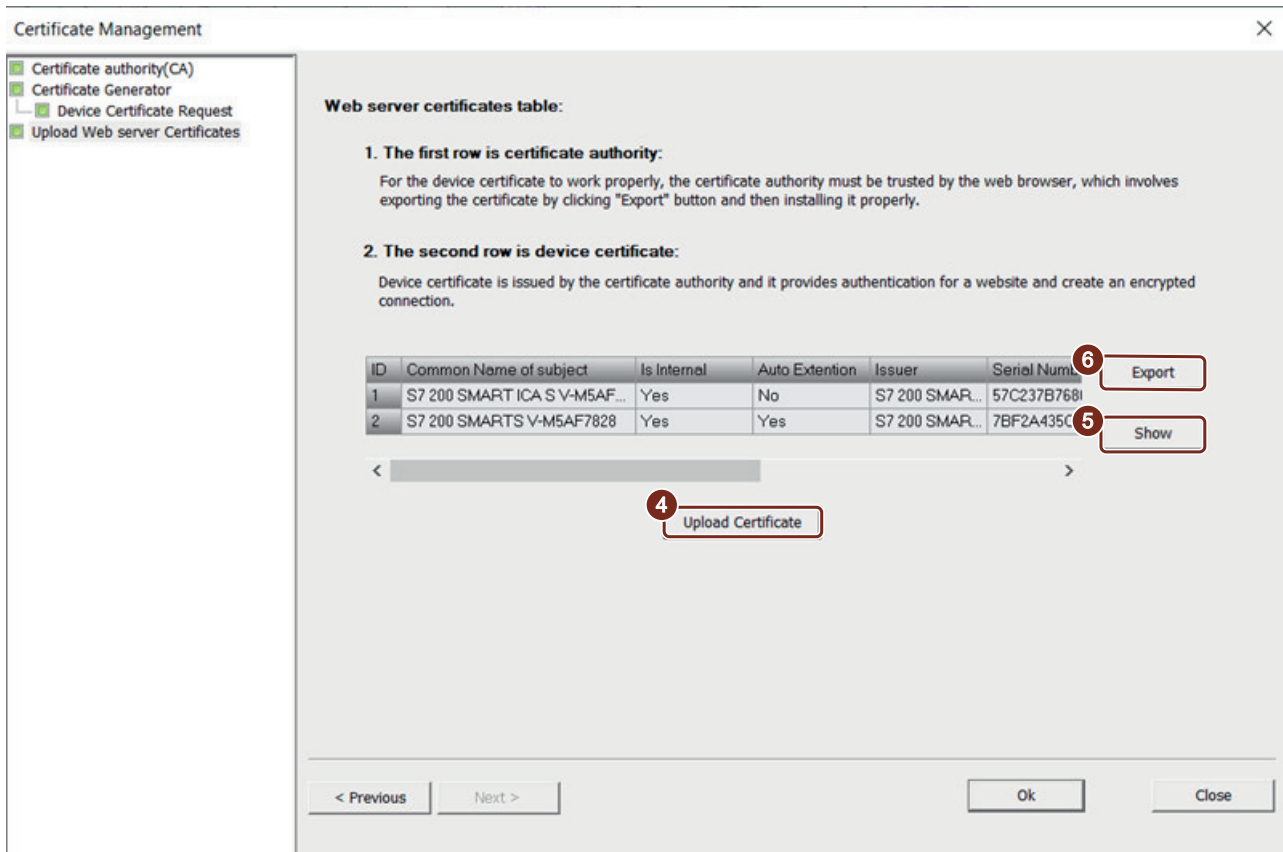 Certificate Management
Certificate authority(CA)
Certificate Generator
Device Certificate Request
Upload Web server Certificates
Web server certificates table:
1. The first row is certificate authority:
For the device certificate to work properly, the certificate authority must be trusted by the web browser, which involves
exporting the certificate by clicking "Export" button and then installing it properly.
2. The second row is device certificate:
Device certificate is issued by the certificate authority and it provides authentication for a website and create an encrypted
connection.
ID Common Name of subject Is Internal Auto Extention Issuer Serial Numb
1 S7 200 SMART ICA S V-M5AF... Yes No S7 200 SMAR... 57C237B768
2 S7 200 SMARTS V-M5AF7828 Yes Yes S7 200 SMAR... 7BF2A435C
6 Export
5 Show
4 Upload Certificate
< Previous Next > Ok Close